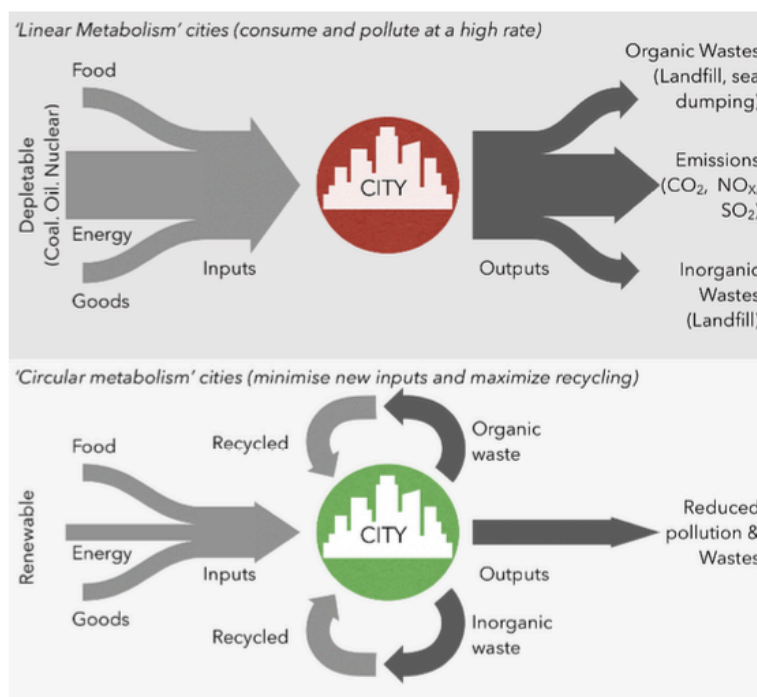 'Linear Metabolism' cities (consume and pollute at a high rate)
Food
Depletable
(Coal. Oil. Nuclear)
Energy
Goods
Inputs
CITY
Outputs
Organic Wastes
(Landfill, sea
dumping)
Emissions
(CO₂, NOₓ,
SO₂)
Inorganic
Wastes
(Landfill)
'Circular metabolism' cities (minimise new inputs and maximize recycling)
Food
Renewable
Energy
Goods
Inputs
Recycled
Organic
waste
CITY
Recycled
Inorganic
waste
Outputs
Reduced
pollution &
Wastes